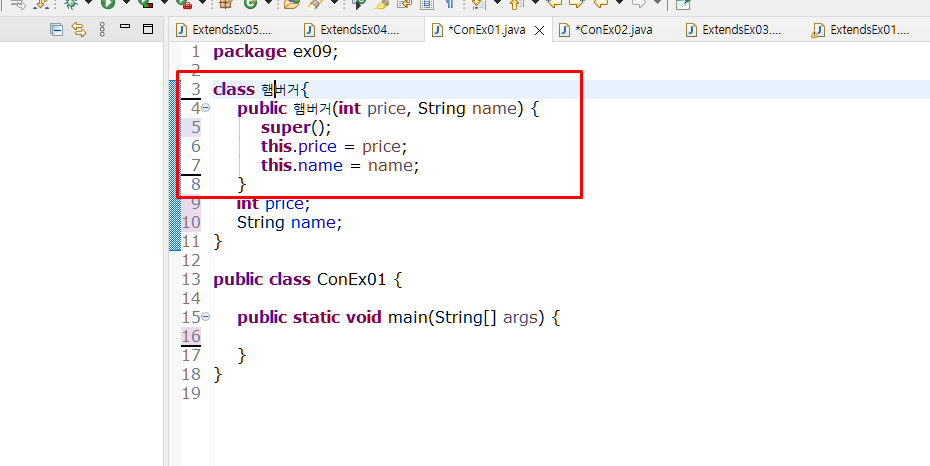 ExtendsEx05.... ExtendsEx04.... *ConEx01.java *ConEx02.java ExtendsEx03.... ExtendsEx01....
1 package ex09;
2
3 class 햄버거{
4 public 햄버거(int price, String name) {
5 super();
6 this.price = price;
7 this.name = name;
8 }
9 int price;
10 String name;
11 }
12
13 public class ConEx01 {
14
15 public static void main(String[] args) {
16
17 }
18 }
19